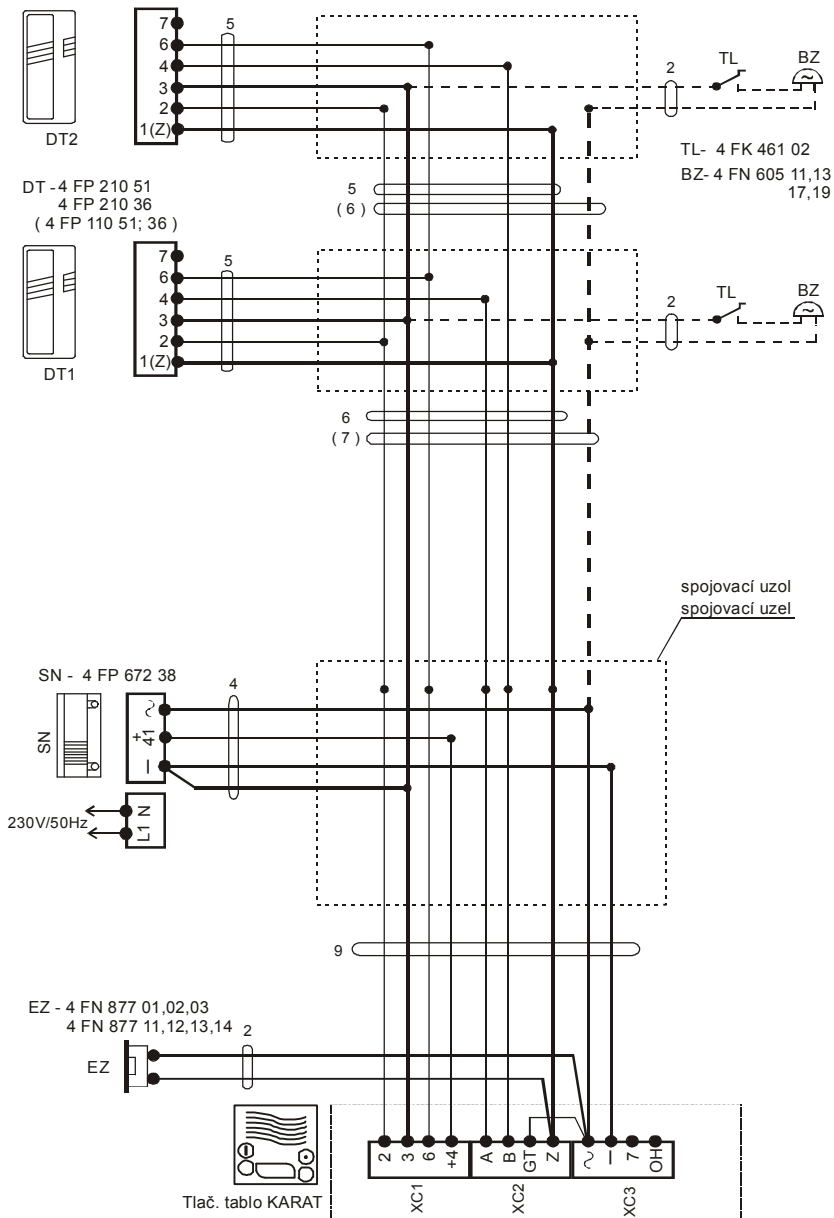 7
6
4
3
2
1(Z)
5
DT2
2
TL
BZ
TL- 4 FK 461 02
BZ- 4 FN 605 11,13
17,19
DT -4 FP 210 51
4 FP 210 36
( 4 FP 110 51; 36 )
5
( 6 )
7
6
4
3
2
1(Z)
5
DT1
2
TL
BZ
6
( 7 )
spojovací uzol
spojovací uzel
SN - 4 FP 672 38
4
SN
~
+
41
–
L1 N
230V/50Hz
9
EZ - 4 FN 877 01,02,03
4 FN 877 11,12,13,14
2
EZ
2
3
6
+4
A
B
GT
Z
~
–
7
OH
XC1
XC2
XC3
Tlač. tablo KARAT